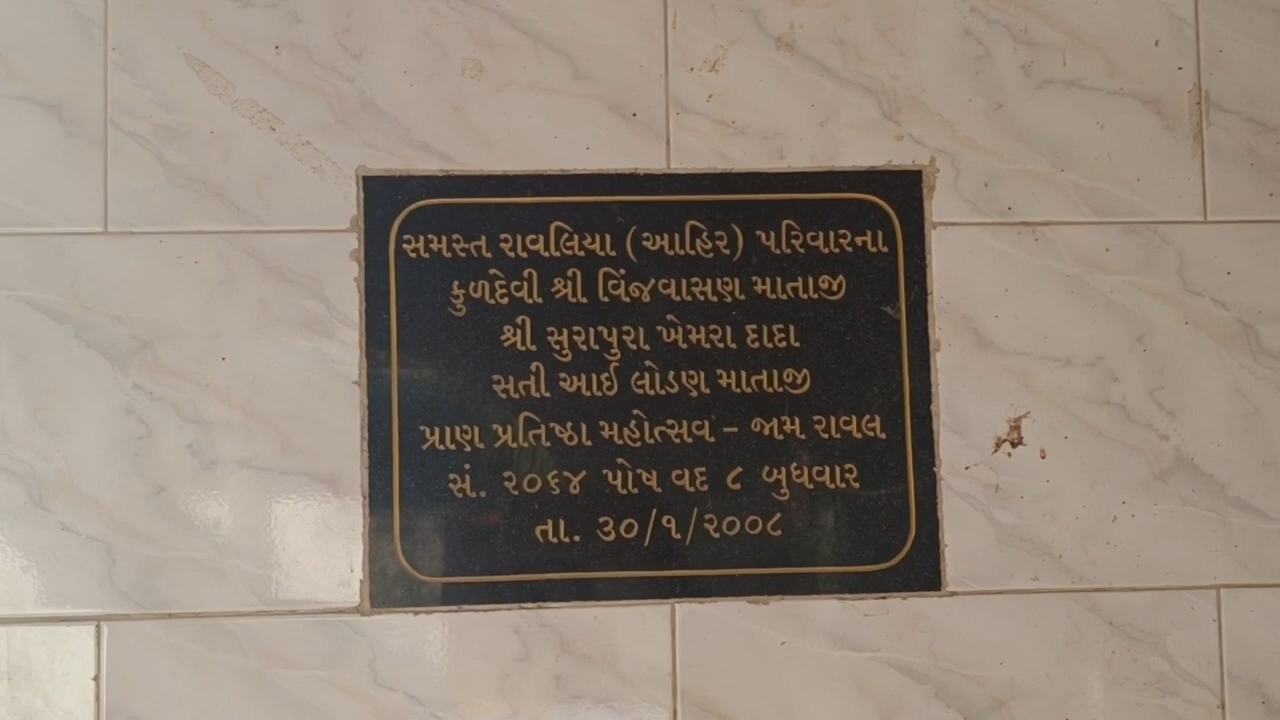 સમસ્ત રાવલિયા (આહિર) પરિવારના
કુળદેવી શ્રી વિંજવાસણ માતાજી
શ્રી સુરાપુરા ખેમરા દાદા
સતી આઈ લોડણ માતાજી
પ્રાણ પ્રતિષ્ઠા મહોત્સવ – જામ રાવલ
સં. ૨૦૬૪ પોષ વદ ૮ બુધવાર
તા. ૩૦/૧/૨૦૦૮